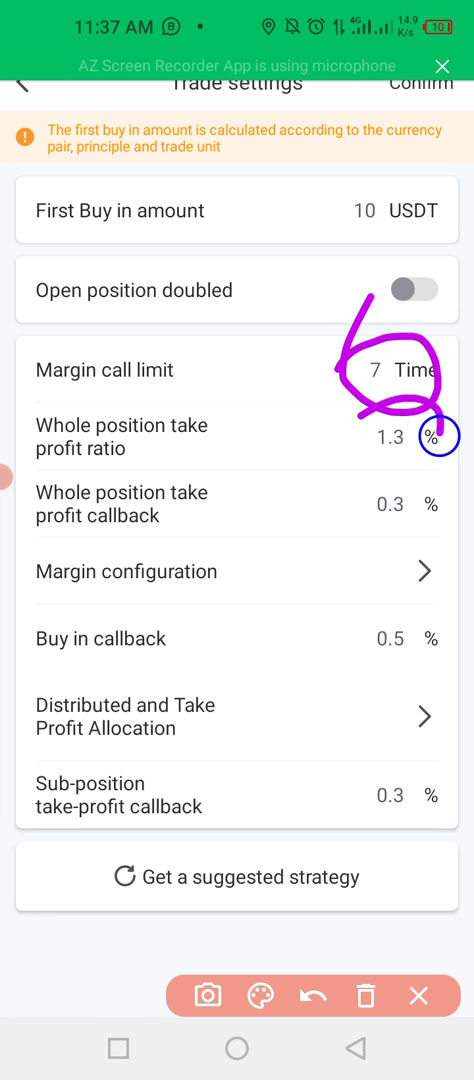 11:37 AM
4G
14.9
K/s
10
AZ Screen Recorder App is using microphone
Trade settings
Confirm
The first buy in amount is calculated according to the currency
pair, principle and trade unit
First Buy in amount 10 USDT
Open position doubled
Margin call limit 7 Time
Whole position take
profit ratio 1.3 %
Whole position take
profit callback 0.3 %
Margin configuration
Buy in callback 0.5 %
Distributed and Take
Profit Allocation
Sub-position
take-profit callback 0.3 %
Get a suggested strategy